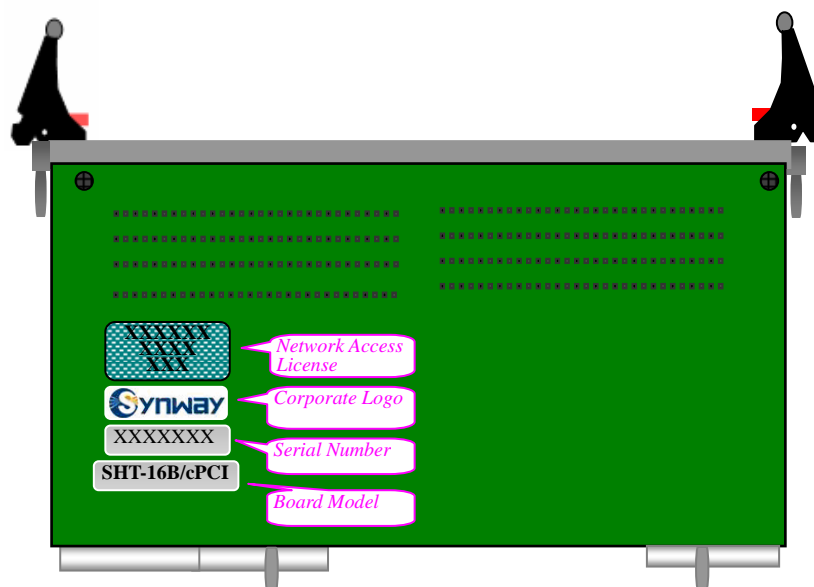 XXXXXX
XXXX
XXX
Network Access
License
Synway
Corporate Logo
XXXXXXX
Serial Number
SHT-16B/cPCI
Board Model